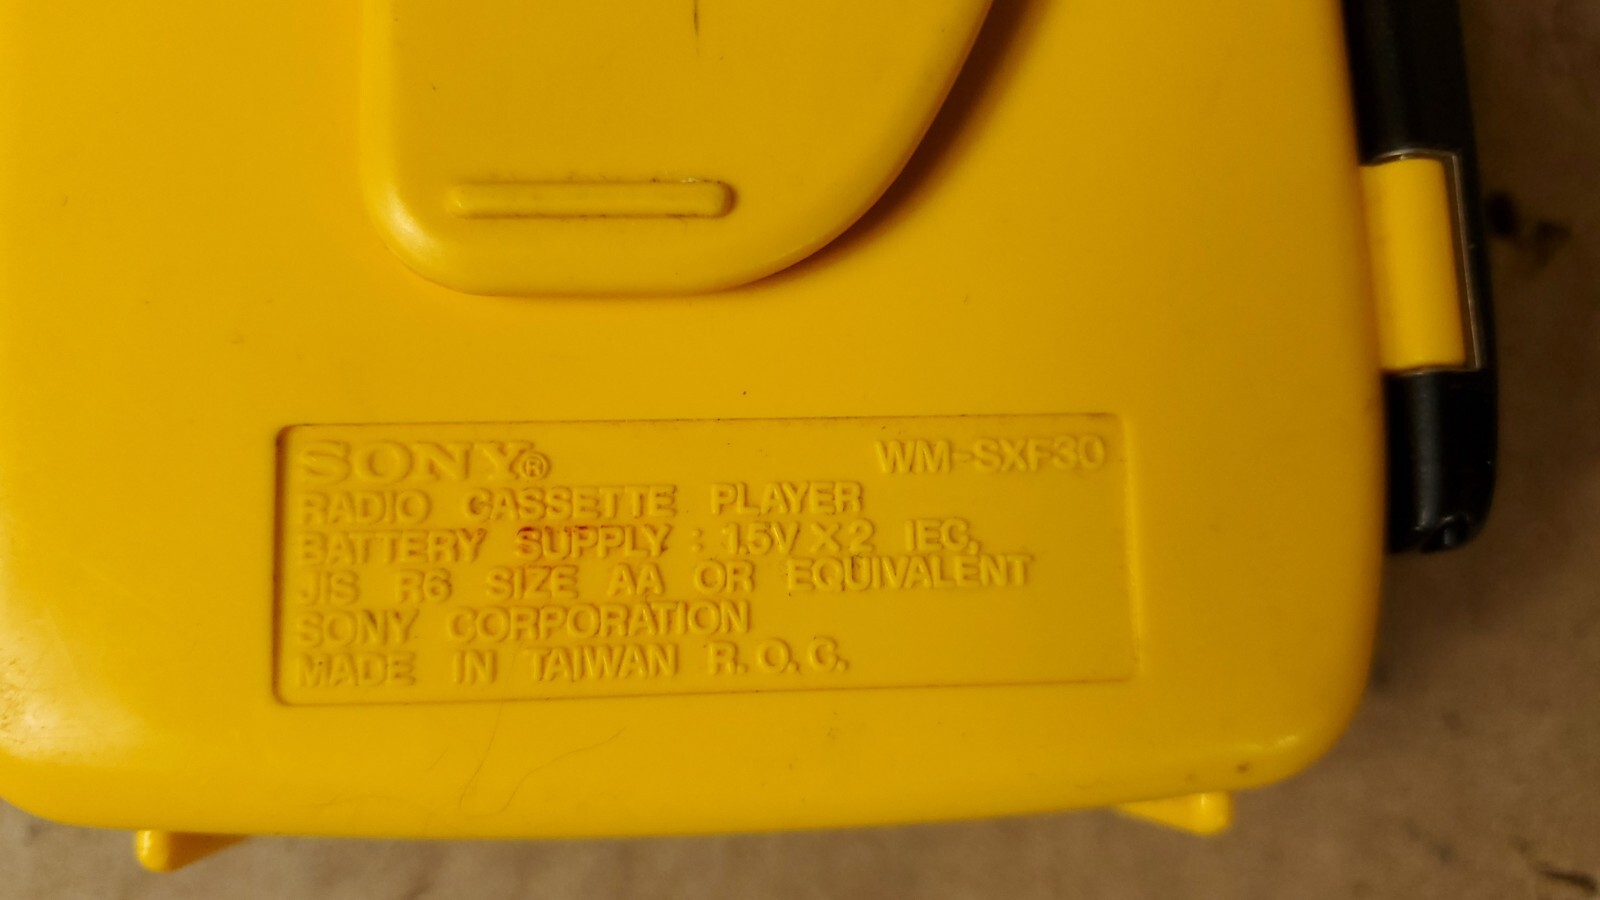 SONY® WM-SXF30
RADIO CASSETTE PLAYER
BATTERY SUPPLY : 1.5V X 2 IEC,
JIS R6 SIZE AA OR EQUIVALENT
SONY CORPORATION
MADE IN TAIWAN R.O.C.